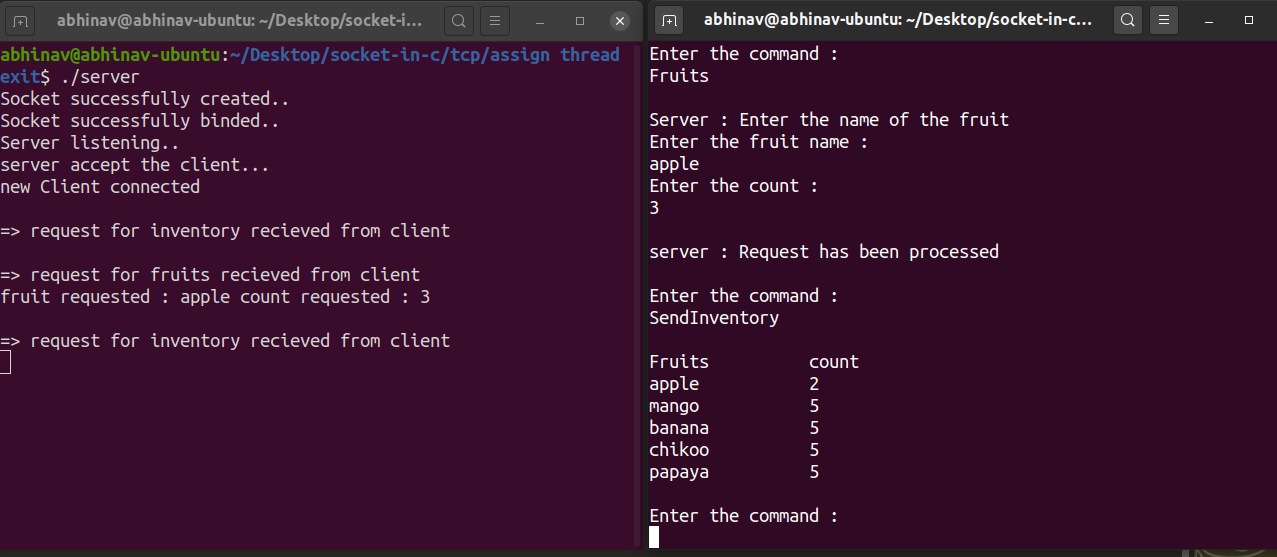 abhinav@abhinav-ubuntu: ~/Desktop/socket-i...
abhinav@abhinav-ubuntu:~/Desktop/socket-in-c/tcp/assign thread
exit$ ./server
Socket successfully created..
Socket successfully binded..
Server listening..
server accept the client...
new Client connected
=> request for inventory recieved from client
=> request for fruits recieved from client
fruit requested : apple count requested : 3
=> request for inventory recieved from client
abhinav@abhinav-ubuntu: ~/Desktop/socket-in-c...
Enter the command :
Fruits
Server : Enter the name of the fruit
Enter the fruit name :
apple
Enter the count :
3
server : Request has been processed
Enter the command :
SendInventory
Fruits count
apple 2
mango 5
banana 5
chikoo 5
papaya 5
Enter the command :